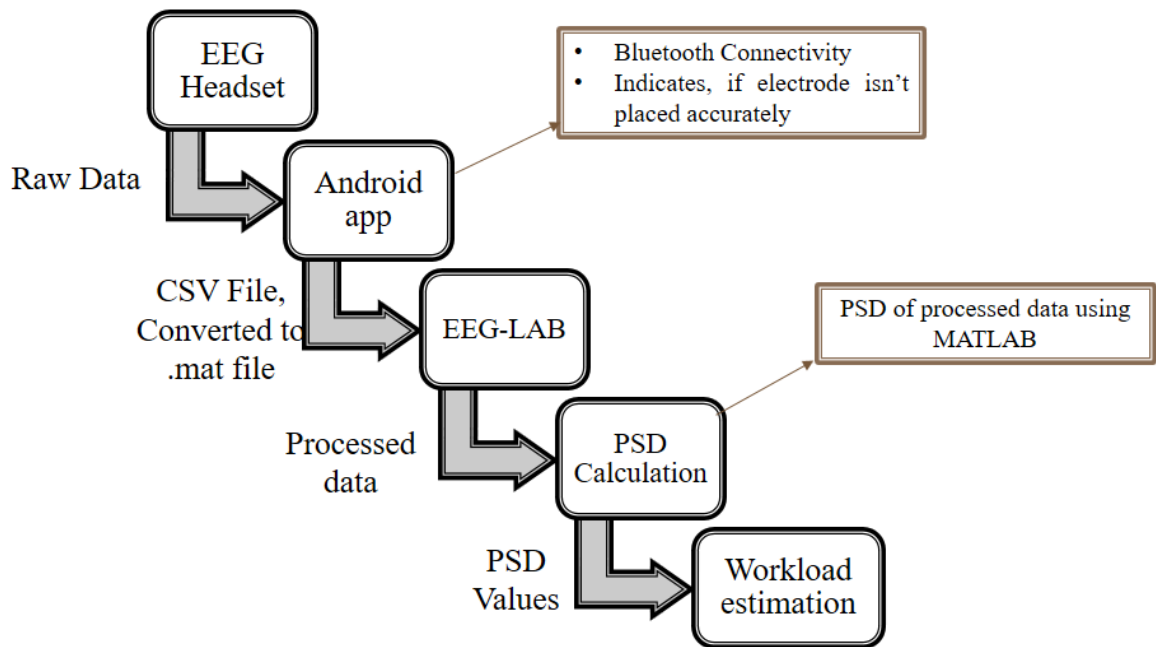 EEG
Headset
• Bluetooth Connectivity
• Indicates, if electrode isn't
placed accurately
Raw Data
Android
app
CSV File,
Converted to
.mat file
EEG-LAB
PSD of processed data using
MATLAB
Processed
data
PSD
Calculation
PSD
Values
Workload
estimation